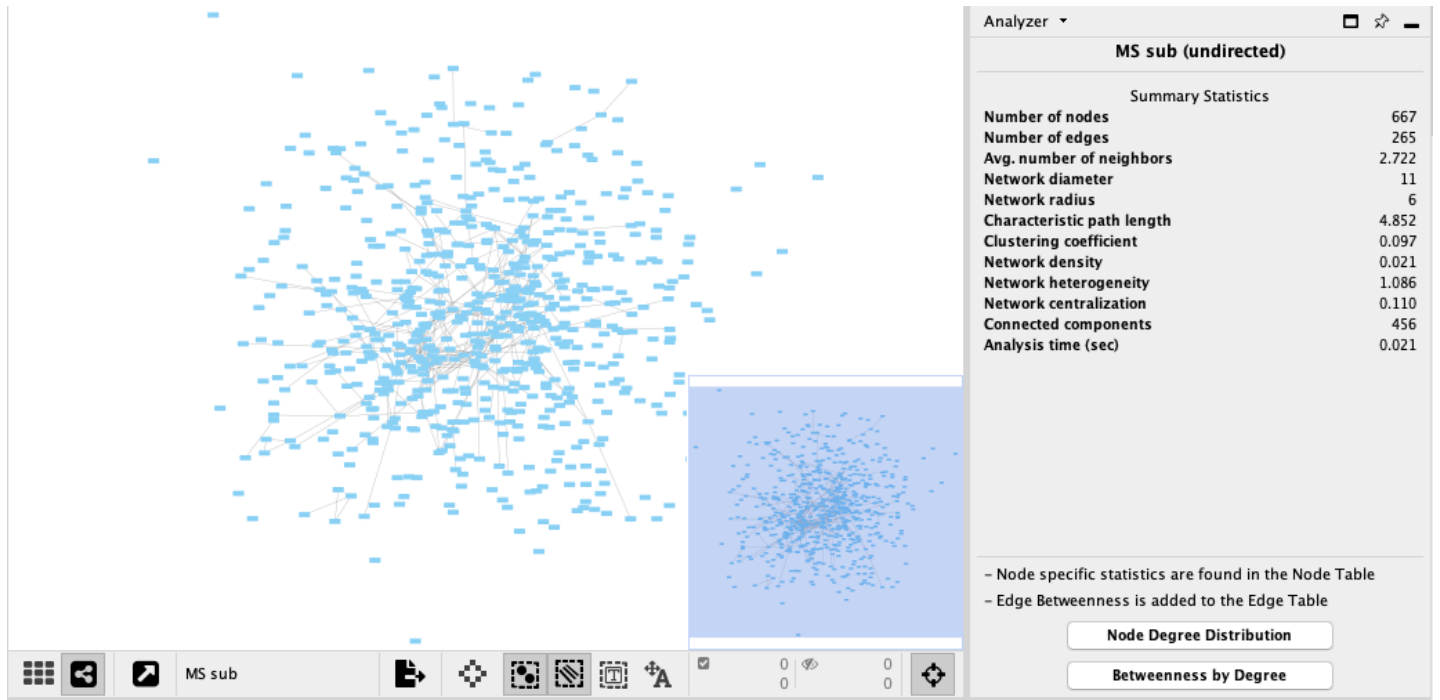 Analyzer
MS sub (undirected)
Summary Statistics
Number of nodes 667
Number of edges 265
Avg. number of neighbors 2.722
Network diameter 11
Network radius 6
Characteristic path length 4.852
Clustering coefficient 0.097
Network density 0.021
Network heterogeneity 1.086
Network centralization 0.110
Connected components 456
Analysis time (sec) 0.021
– Node specific statistics are found in the Node Table
– Edge Betweenness is added to the Edge Table
Node Degree Distribution
Betweenness by Degree
MS sub
T
A
0 0
0 0